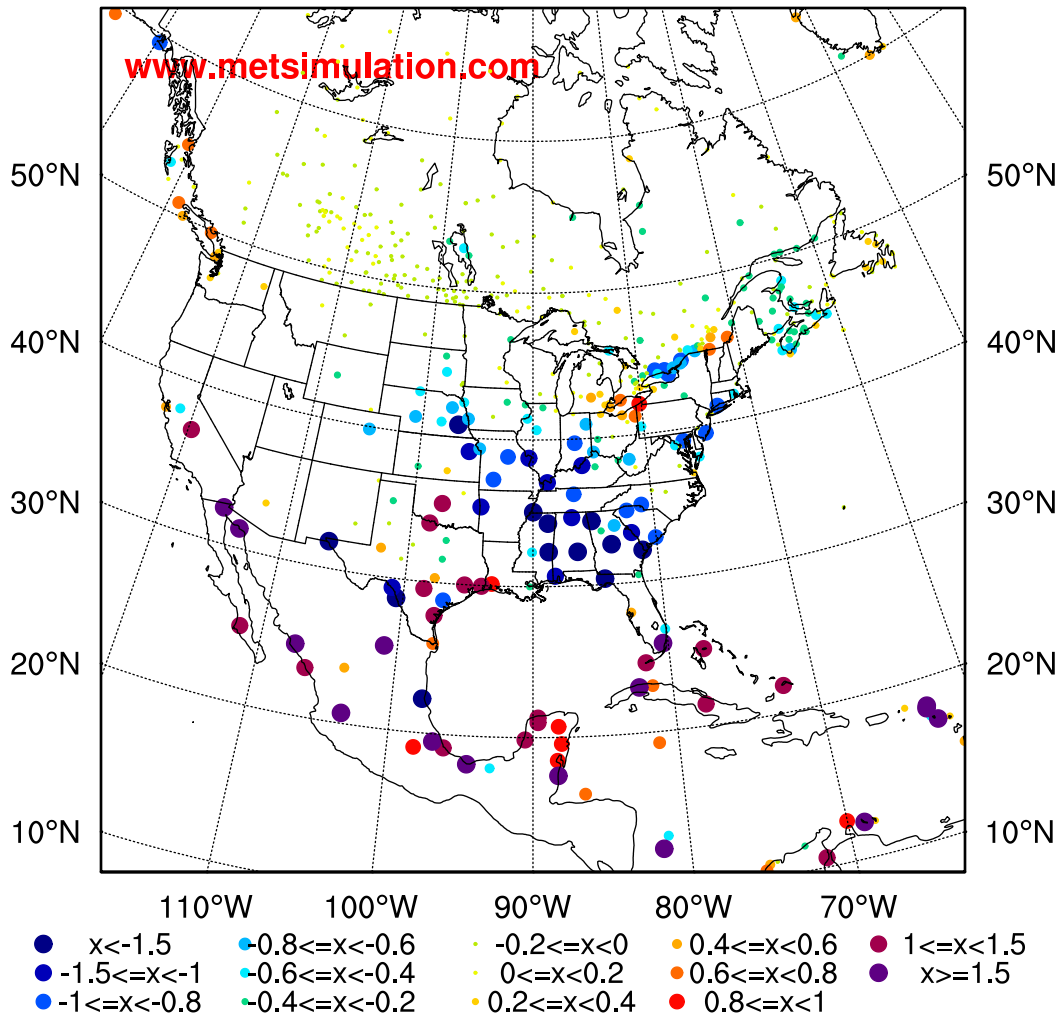 www.metsimulation.com
50°N 50°N
40°N 40°N
30°N 30°N
20°N 20°N
10°N 10°N
110°W 100°W 90°W 80°W 70°W
x<-1.5 -0.8<=x<-0.6 -0.2<=x<0 0.4<=x<0.6 1<=x<1.5
-1.5<=x<-1 -0.6<=x<-0.4 0<=x<0.2 0.6<=x<0.8 x>=1.5
-1<=x<-0.8 -0.4<=x<-0.2 0.2<=x<0.4 0.8<=x<1